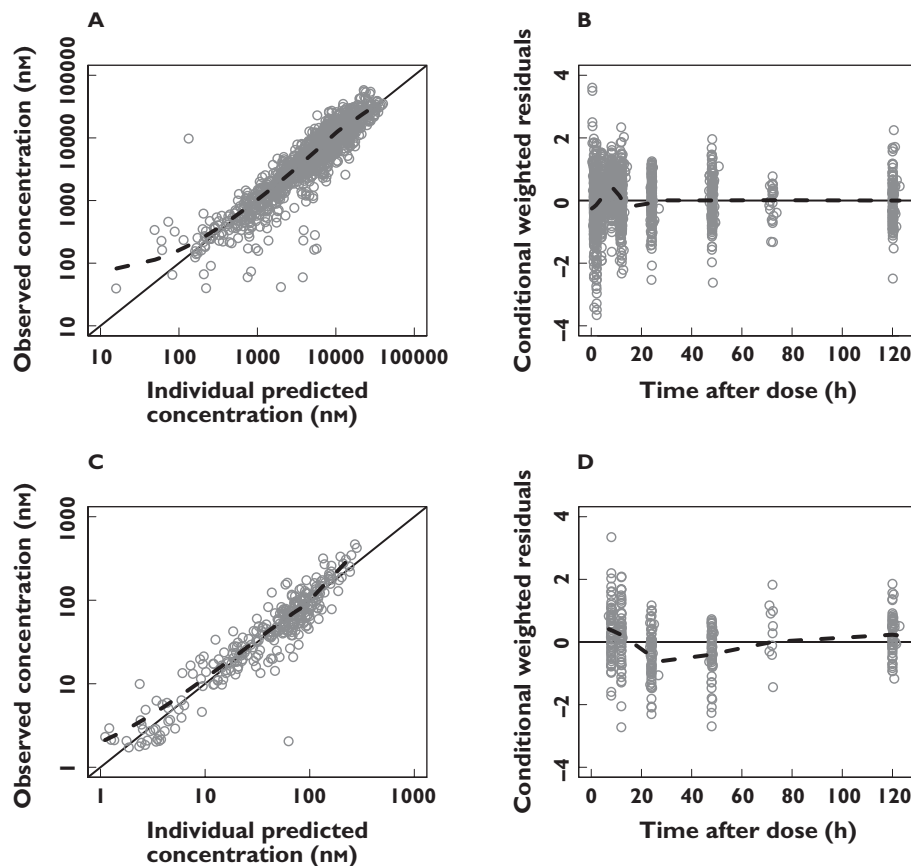 A
Observed concentration (nM)
100000
10000
1000
100
10
10 100 1000 10000 100000
Individual predicted
concentration (nM)
B
Conditional weighted residuals
4
2
0
−2
−4
0 20 40 60 80 100 120
Time after dose (h)
C
Observed concentration (nM)
1000
100
10
1
1 10 100 1000
Individual predicted
concentration (nM)
D
Conditional weighted residuals
4
2
0
−2
−4
0 20 40 60 80 100 120
Time after dose (h)